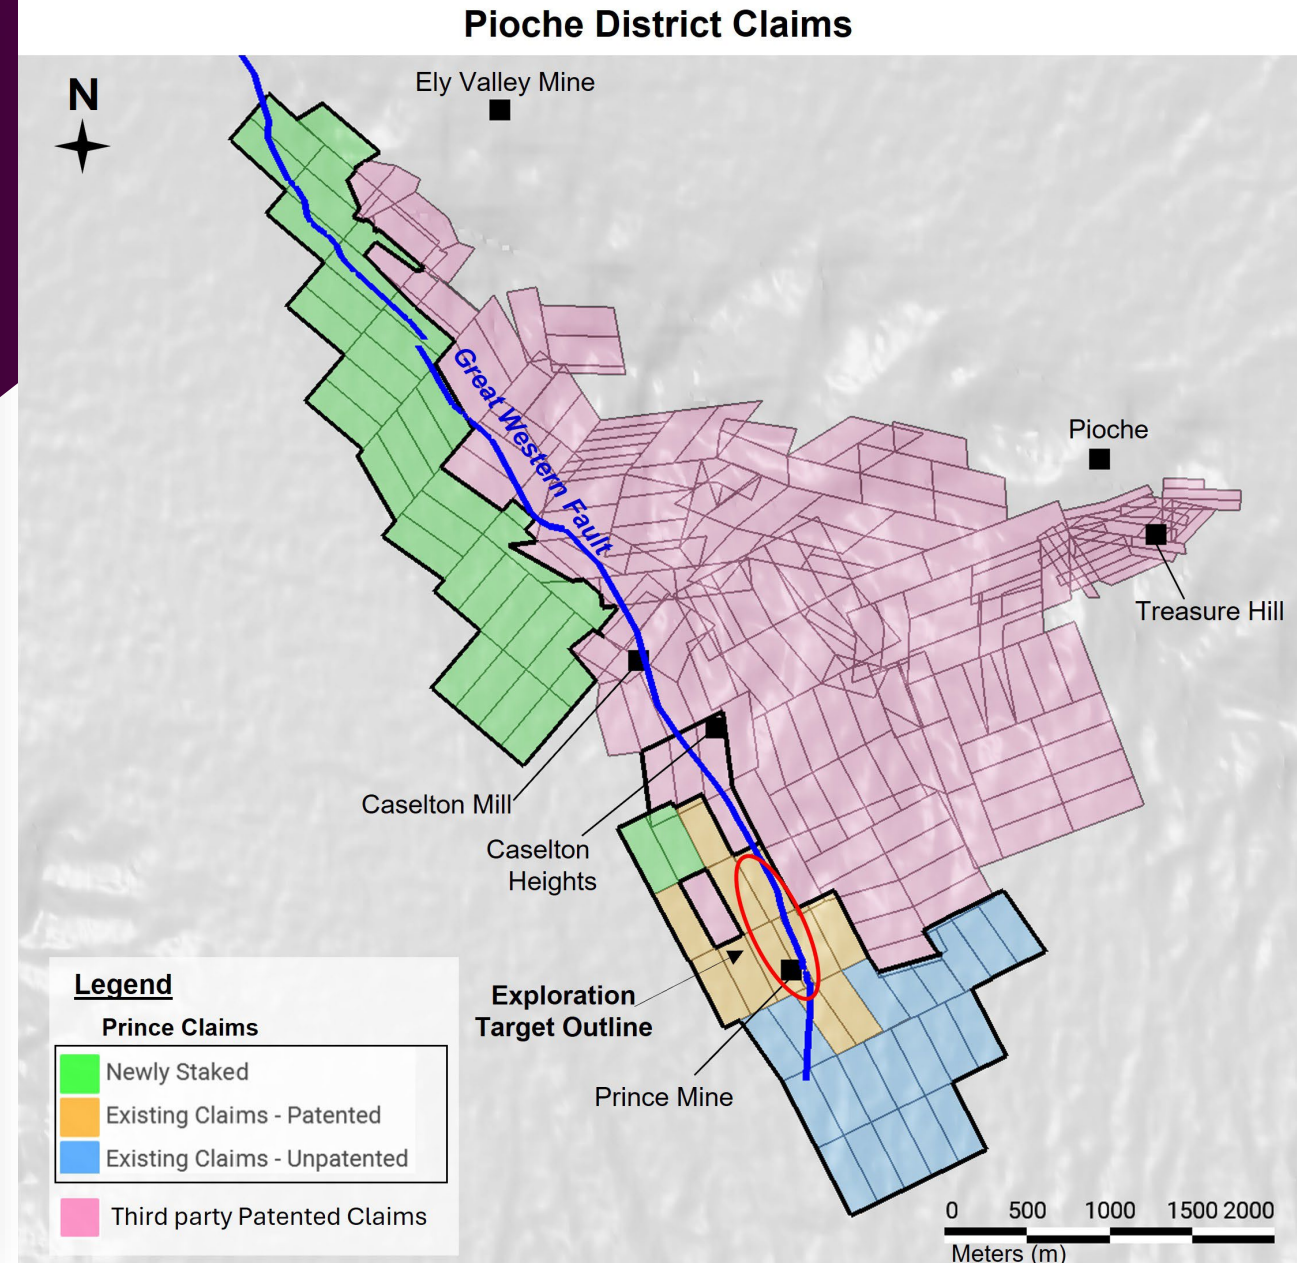 Pioche District Claims
N
Ely Valley Mine
Great Western Fault
Pioche
Treasure Hill
Caselton Mill
Caselton
Heights
Exploration
Target Outline
Prince Mine
Legend
Prince Claims
Newly Staked
Existing Claims - Patented
Existing Claims - Unpatented
Third party Patented Claims
0 500 1000 1500 2000
Meters (m)